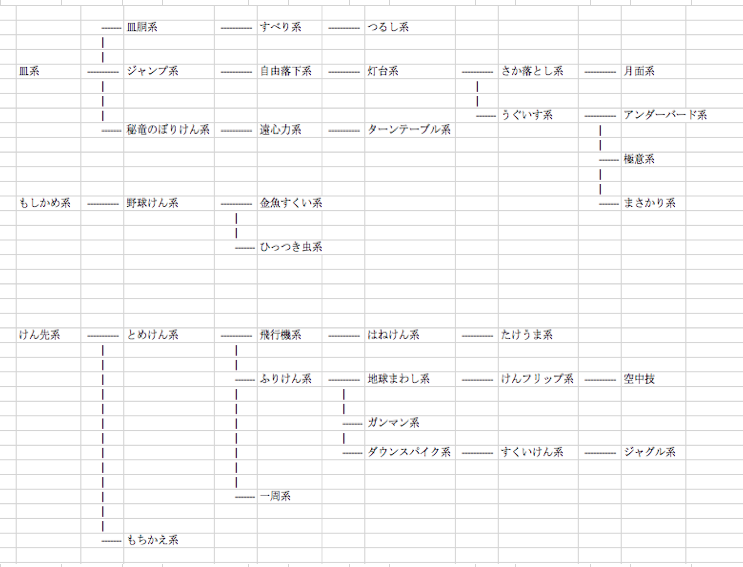 皿胴系 すべり系 つるし系
皿系 ジャンプ系 自由落下系 灯台系 さか落とし系 月面系
うぐいす系 アンダーバード系
秘竜のぼりけん系 遠心力系 ターンテーブル系
極意系
もしかめ系 野球けん系 金魚すくい系 まさかり系
ひっつき虫系
けん先系 とめけん系 飛行機系 はねけん系 たけうま系
ふりけん系 地球まわし系 けんフリップ系 空中技
ガンマン系
ダウンスパイク系 すくいけん系 ジャグル系
一周系
もちかえ系